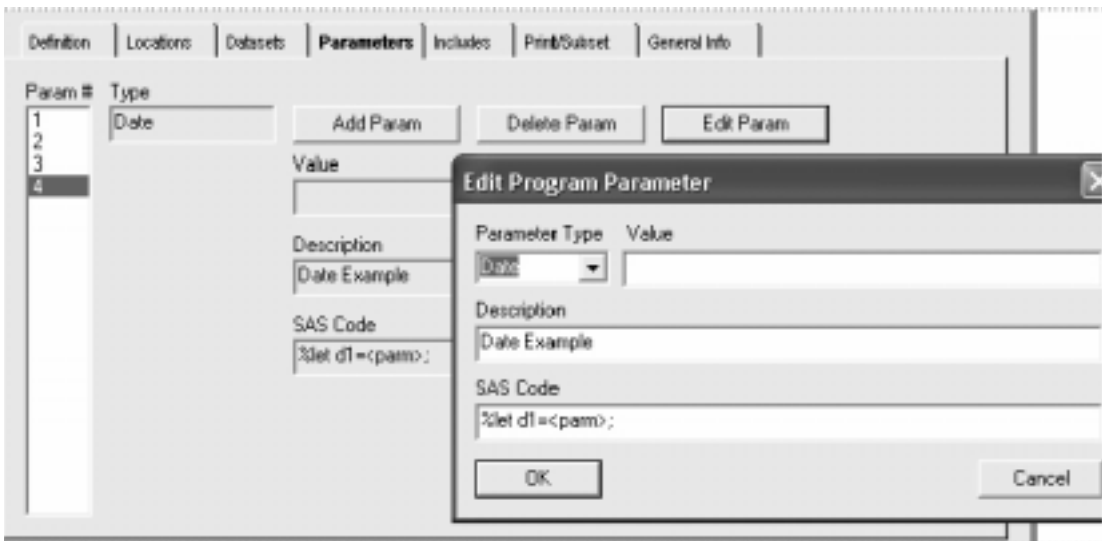 Definition Locations Datasets Parameters Includes Print/Subset General Info
Param # Type
1 Date Add Param Delete Param Edit Param
2
3 Value
4
Edit Program Parameter
Parameter Type Value
Date
Description
Date Example
SAS Code
%let d1=<parm>;
Description
Date Example
SAS Code
%let d1=<parm>;
OK Cancel